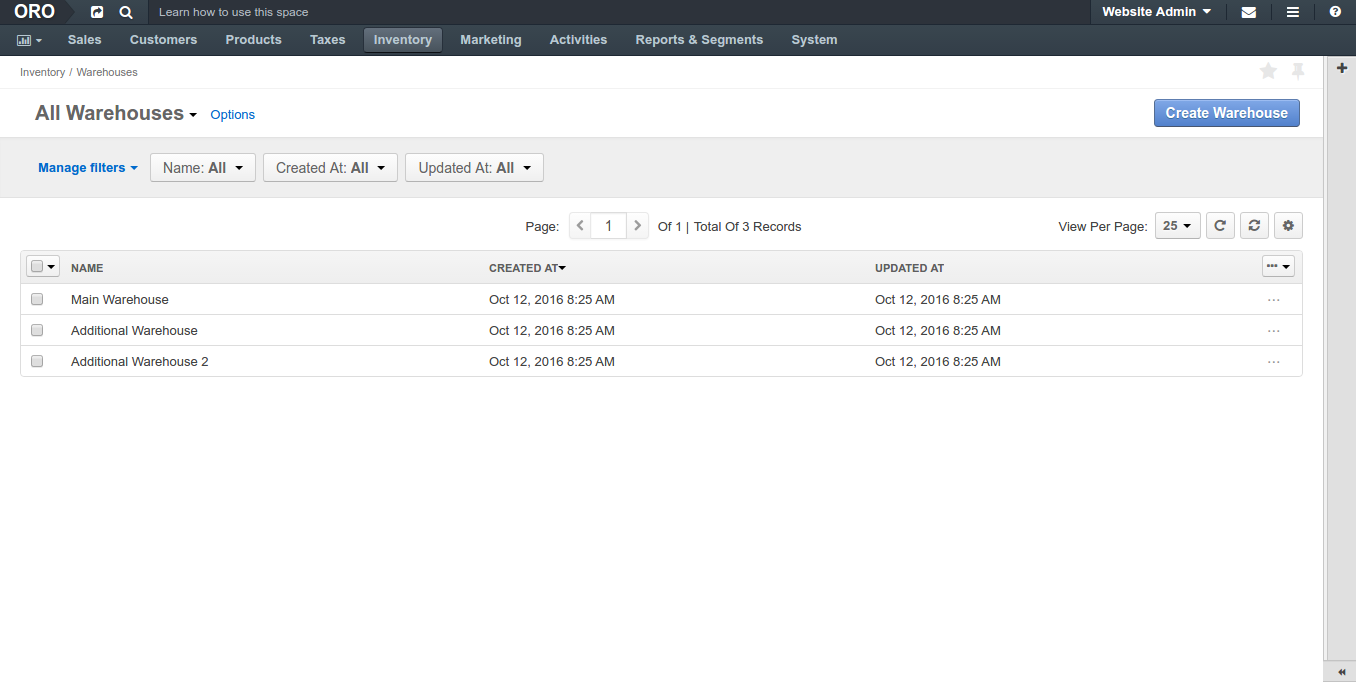 ORO Learn how to use this space Website Admin
Sales Customers Products Taxes Inventory Marketing Activities Reports & Segments System
Inventory / Warehouses
All Warehouses Options Create Warehouse
Manage filters Name: All Created At: All Updated At: All
Page: 1 Of 1 | Total Of 3 Records View Per Page: 25
NAME CREATED AT UPDATED AT
Main Warehouse Oct 12, 2016 8:25 AM Oct 12, 2016 8:25 AM ...
Additional Warehouse Oct 12, 2016 8:25 AM Oct 12, 2016 8:25 AM ...
Additional Warehouse 2 Oct 12, 2016 8:25 AM Oct 12, 2016 8:25 AM ...